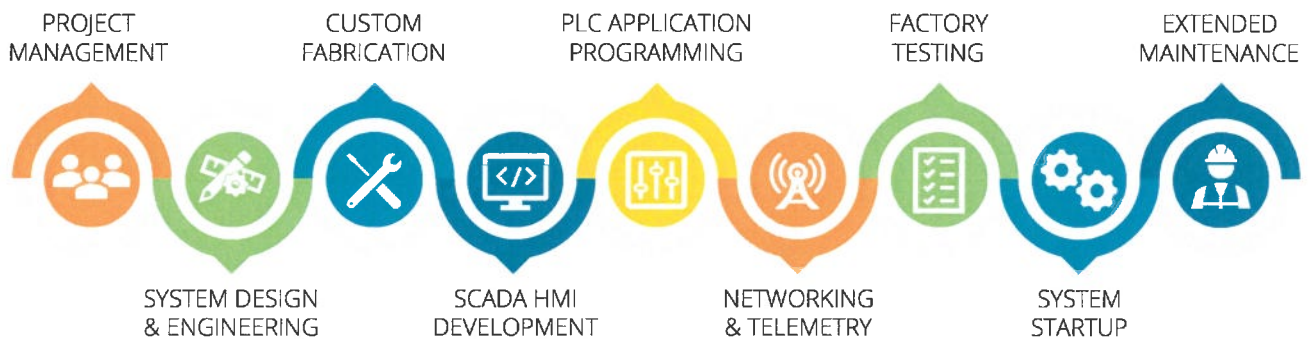 PROJECT
MANAGEMENT
CUSTOM
FABRICATION
PLC APPLICATION
PROGRAMMING
FACTORY
TESTING
EXTENDED
MAINTENANCE
</>
SYSTEM DESIGN
& ENGINEERING
SCADA HMI
DEVELOPMENT
NETWORKING
& TELEMETRY
SYSTEM
STARTUP